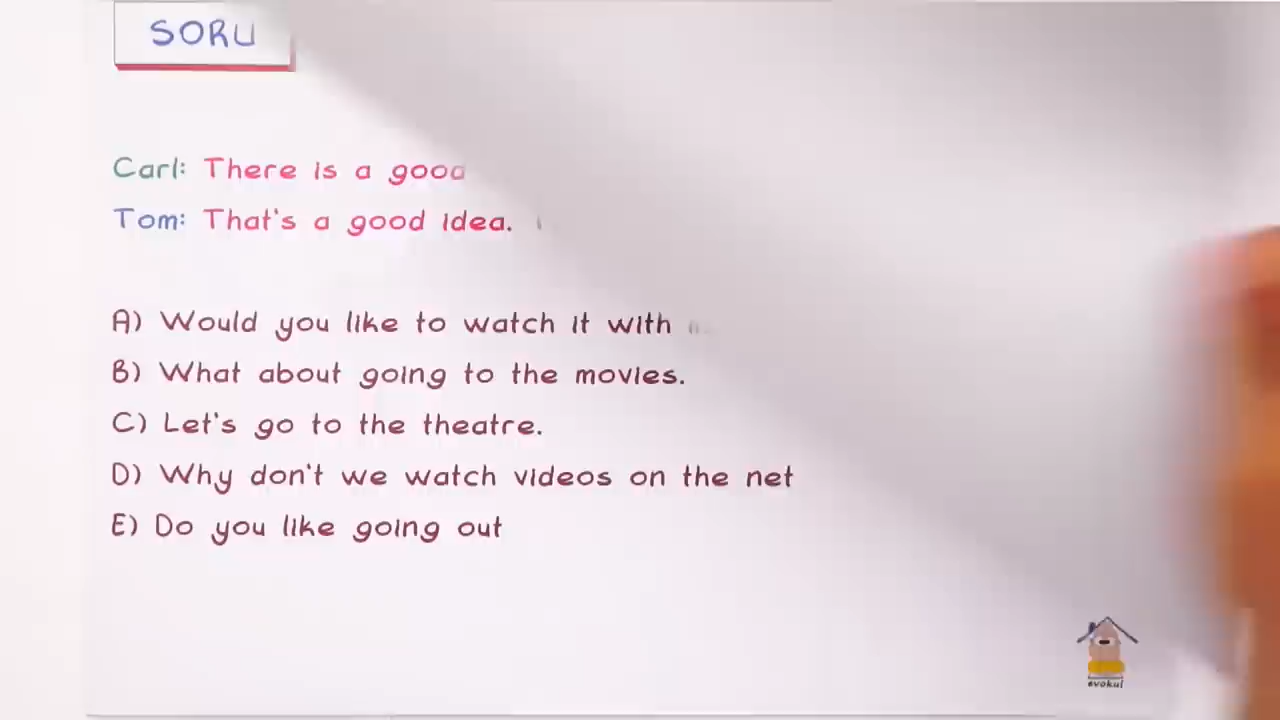 SORU
Carl: There is a good
Tom: That's a good idea.
A) Would you like to watch it with
B) What about going to the movies.
C) Let's go to the theatre.
D) Why don't we watch videos on the net
E) Do you like going out
evokul